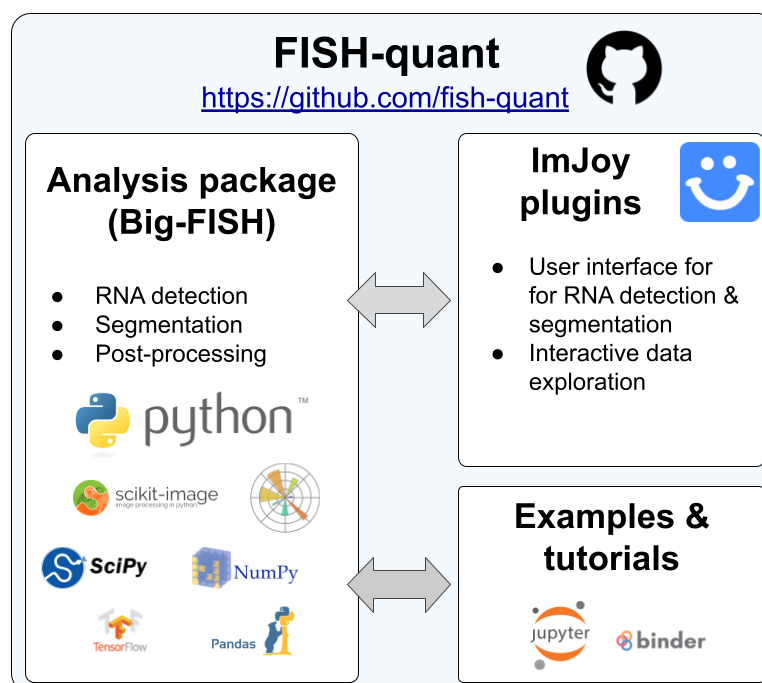 FISH-quant
https://github.com/fish-quant
Analysis package
(Big-FISH)
● RNA detection
● Segmentation
● Post-processing
python™
scikit-image
image processing in python
SciPy
NumPy
TensorFlow
Pandas
ImJoy
plugins
● User interface for
for RNA detection &
segmentation
● Interactive data
exploration
Examples &
tutorials
jupyter
binder